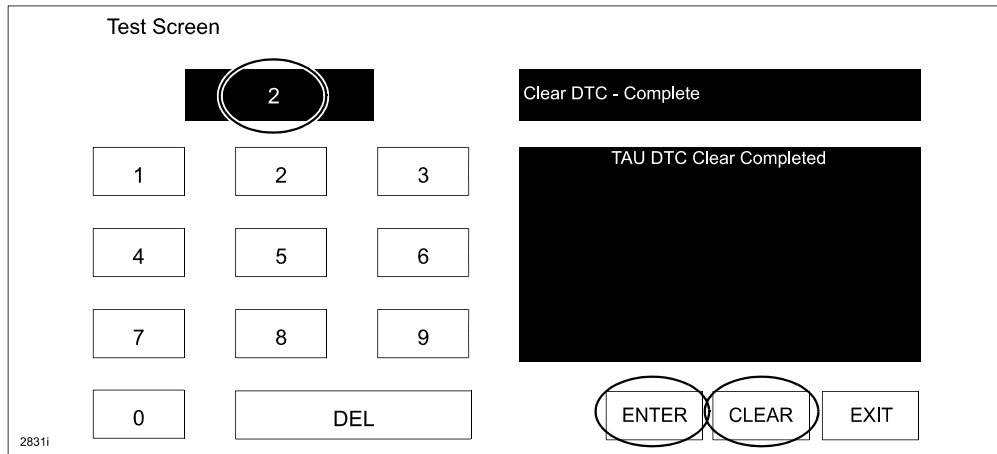 Test Screen
2
Clear DTC - Complete
TAU DTC Clear Completed
1 2 3
4 5 6
7 8 9
0 DEL
ENTER CLEAR EXIT
2831i